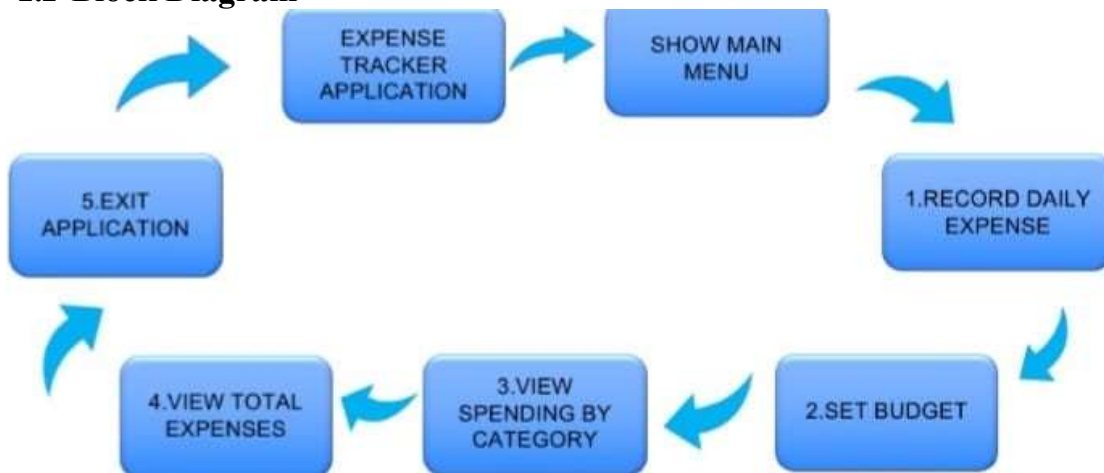 EXPENSE
TRACKER
APPLICATION
SHOW MAIN
MENU
1.RECORD DAILY
EXPENSE
2.SET BUDGET
3.VIEW
SPENDING BY
CATEGORY
4.VIEW TOTAL
EXPENSES
5.EXIT
APPLICATION